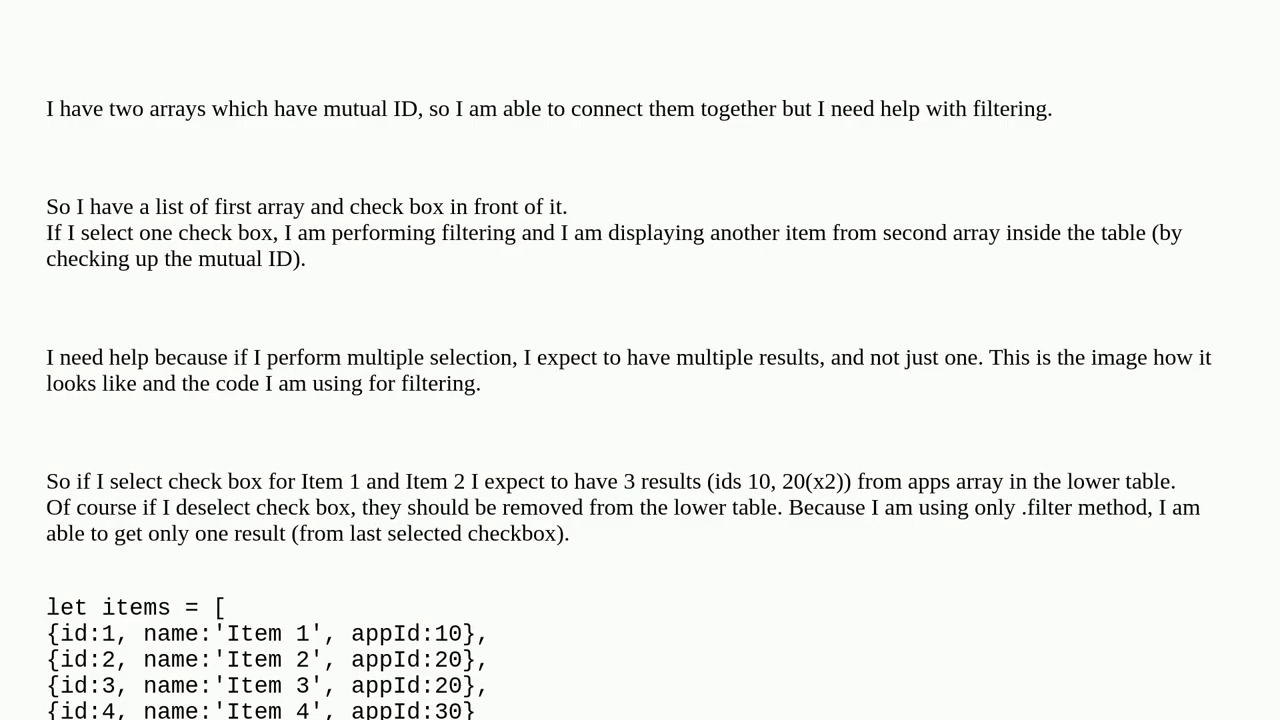 I have two arrays which have mutual ID, so I am able to connect them together but I need help with filtering.
So I have a list of first array and check box in front of it.
If I select one check box, I am performing filtering and I am displaying another item from second array inside the table (by
checking up the mutual ID).
I need help because if I perform multiple selection, I expect to have multiple results, and not just one. This is the image how it
looks like and the code I am using for filtering.
So if I select check box for Item 1 and Item 2 I expect to have 3 results (ids 10, 20(x2)) from apps array in the lower table.
Of course if I deselect check box, they should be removed from the lower table. Because I am using only .filter method, I am
able to get only one result (from last selected checkbox).
let items = [
{id:1, name:'Item 1', appId:10},
{id:2, name:'Item 2', appId:20},
{id:3, name:'Item 3', appId:20},
{id:4, name:'Item 4', appId:30}